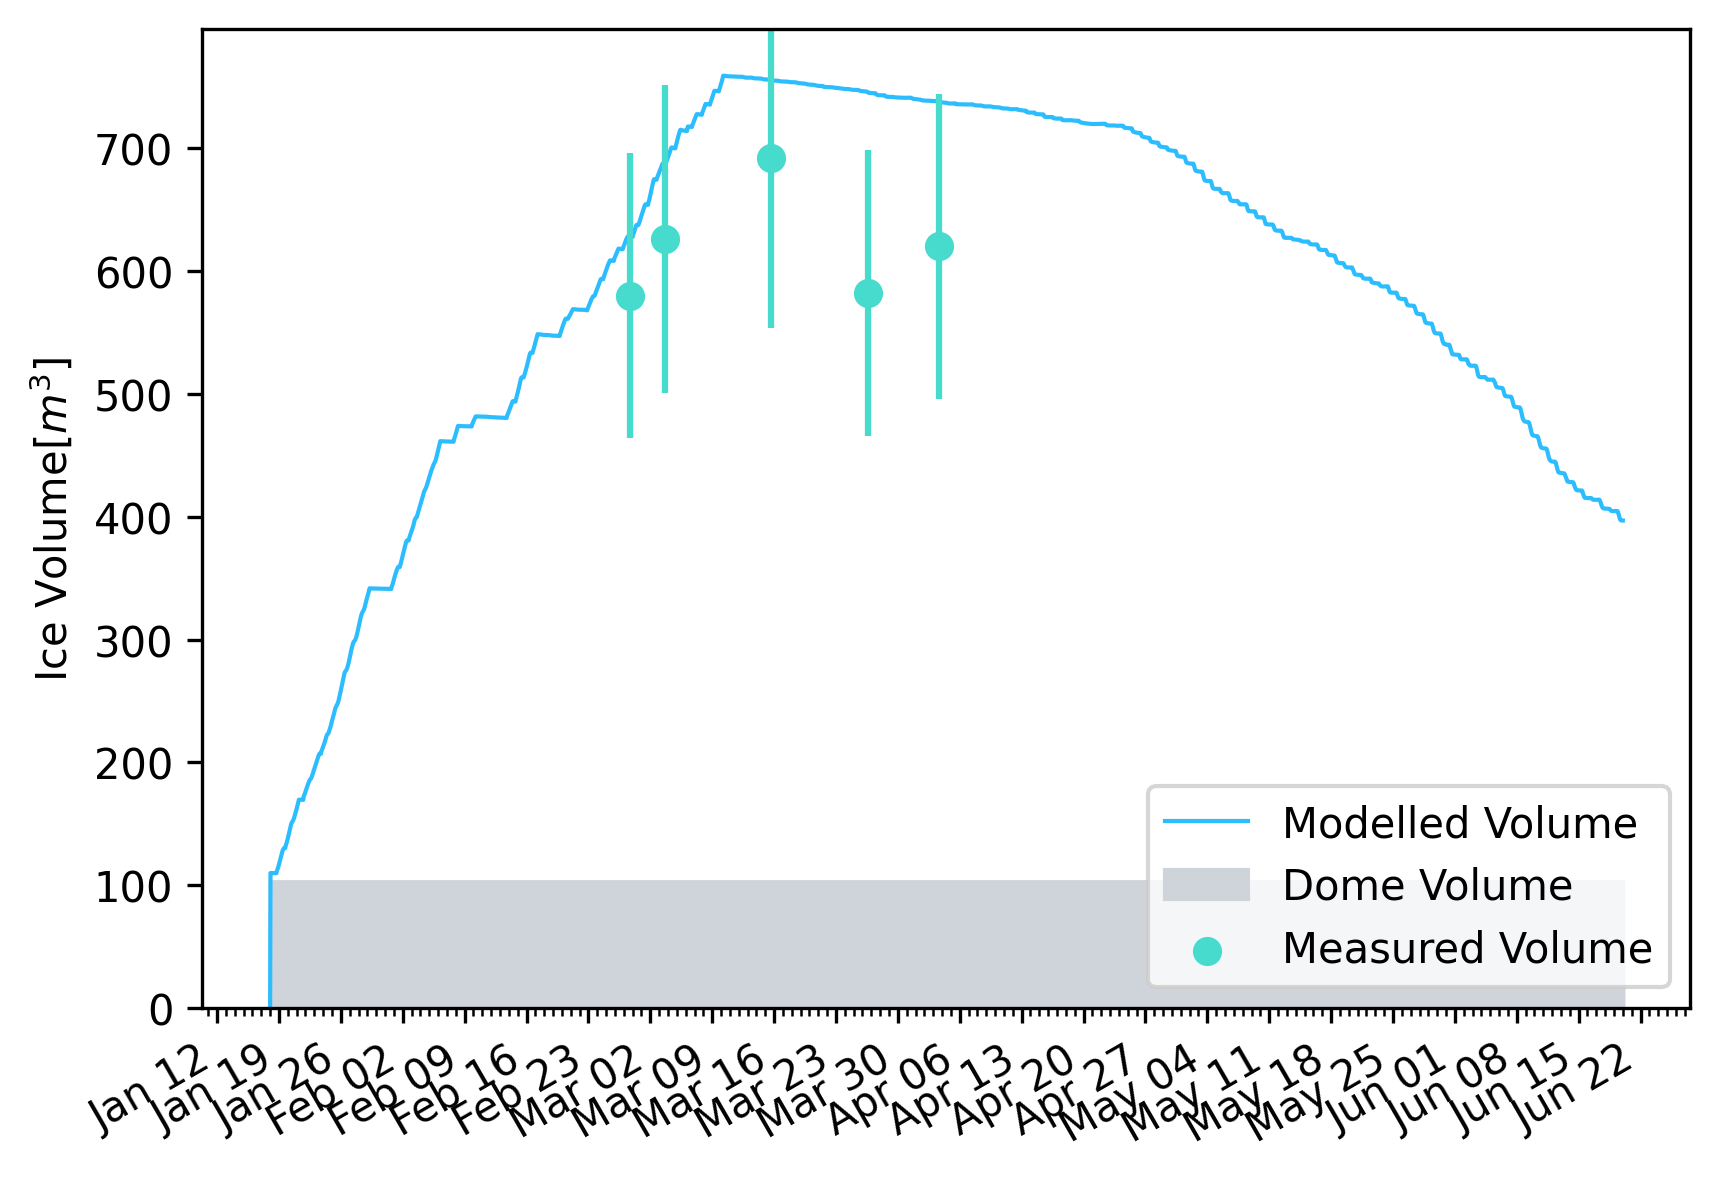 Ice Volume[m³]
700
600
500
400
300
200
100
0
Jan 12
Jan 19
Jan 26
Feb 02
Feb 09
Feb 16
Feb 23
Mar 02
Mar 09
Mar 16
Mar 23
Mar 30
Apr 06
Apr 13
Apr 20
Apr 27
May 04
May 11
May 18
May 25
Jun 01
Jun 08
Jun 15
Jun 22
Modelled Volume
Dome Volume
Measured Volume